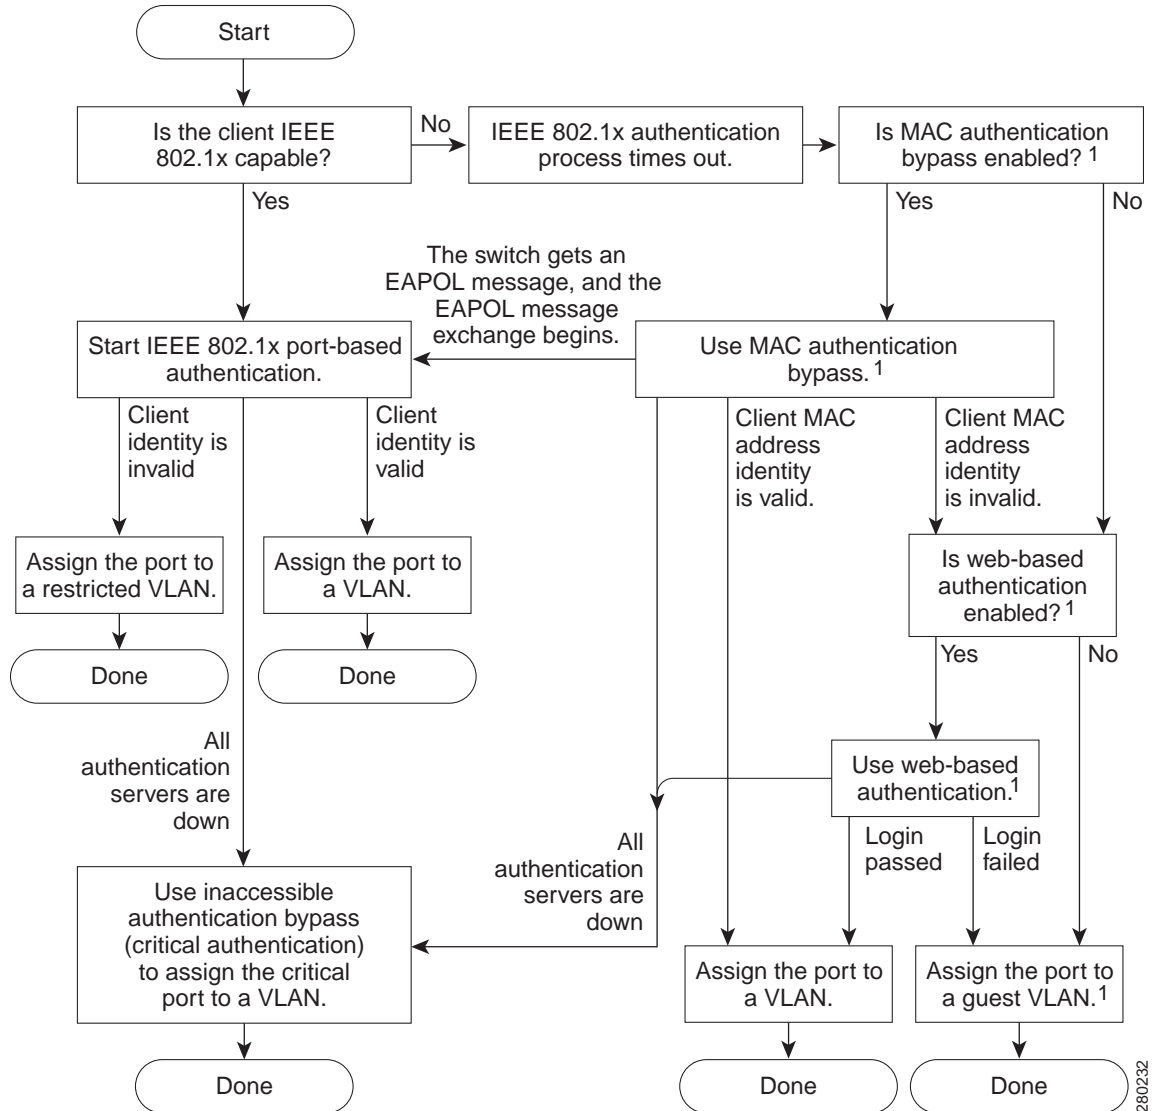 Start
Is the client IEEE
802.1x capable?
No
IEEE 802.1x authentication
process times out.
Is MAC authentication
bypass enabled? 1
Yes
Yes
No
The switch gets an
EAPOL message, and the
EAPOL message
exchange begins.
Start IEEE 802.1x port-based
authentication.
Use MAC authentication
bypass. 1
Client
identity is
invalid
Client
identity is
valid
Client MAC
address
identity
is valid.
Client MAC
address
identity
is invalid.
Assign the port to
a restricted VLAN.
Assign the port to
a VLAN.
Is web-based
authentication
enabled? 1
Done
Done
Yes
No
All
authentication
servers are
down
Use web-based
authentication.1
Login
passed
Login
failed
All
authentication
servers are
down
Use inaccessible
authentication bypass
(critical authentication)
to assign the critical
port to a VLAN.
Assign the port to
a VLAN.
Assign the port to
a guest VLAN.1
Done
Done
Done
280232